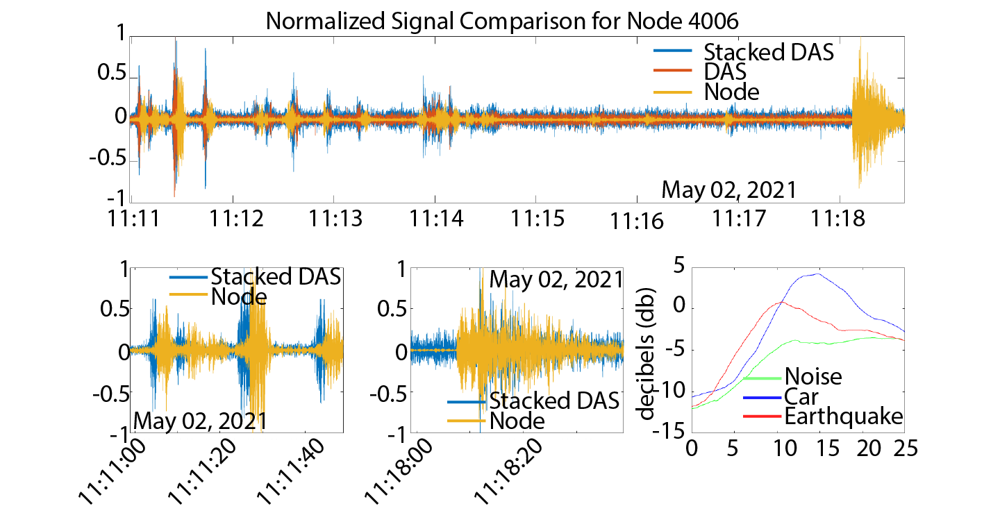 Normalized Signal Comparison for Node 4006
1
0.5
0
-0.5
-1
Stacked DAS
DAS
Node
May 02, 2021
11:11
11:12
11:13
11:14
11:15
11:16
11:17
11:18
1
0.5
0
-0.5
-1
Stacked DAS
Node
May 02, 2021
11:11:00
11:11:20
11:11:40
1
0.5
0
-0.5
-1
May 02, 2021
Stacked DAS
Node
11:18:00
11:18:20
decibels (db)
5
0
-5
-10
-15
Noise
Car
Earthquake
0
5
10
15
20
25